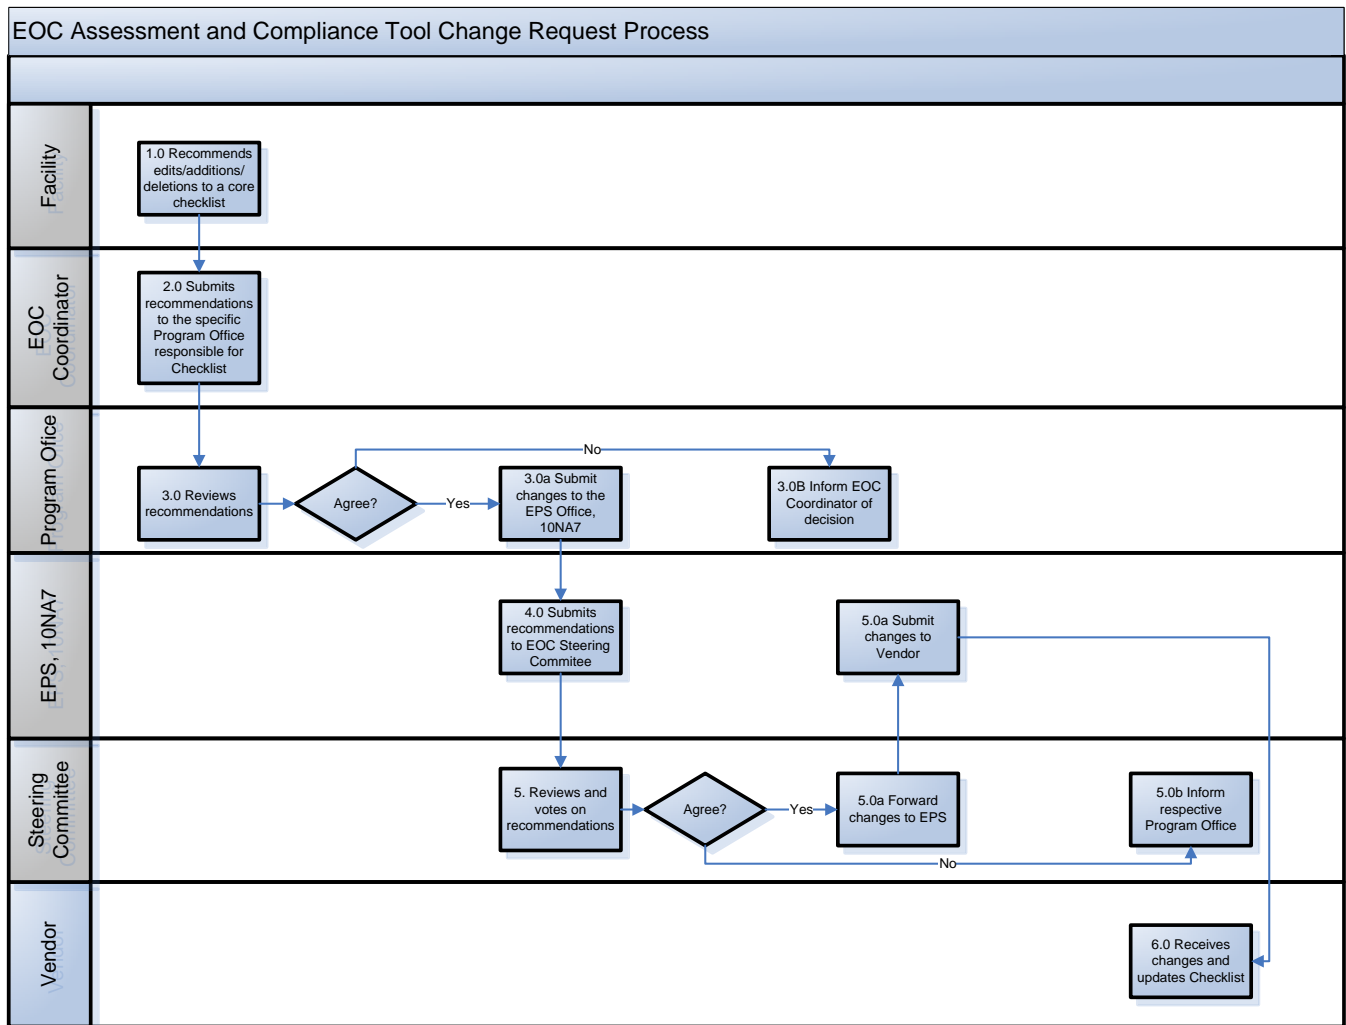 EOC Assessment and Compliance Tool Change Request Process
Facility
1.0 Recommends
edits/additions/
deletions to a core
checklist
EOC
Coordinator
2.0 Submits
recommendations
to the specific
Program Office
responsible for
Checklist
Program Ofice
3.0 Reviews
recommendations
Agree?
Yes
No
3.0a Submit
changes to the
EPS Office,
10NA7
3.0B Inform EOC
Coordinator of
decision
EPS, 10NA7
4.0 Submits
recommendations
to EOC Steering
Commitee
5.0a Submit
changes to
Vendor
Steering
Committee
5. Reviews and
votes on
recommendations
Agree?
Yes
No
5.0a Forward
changes to EPS
5.0b Inform
respective
Program Office
Vendor
6.0 Receives
changes and
updates Checklist